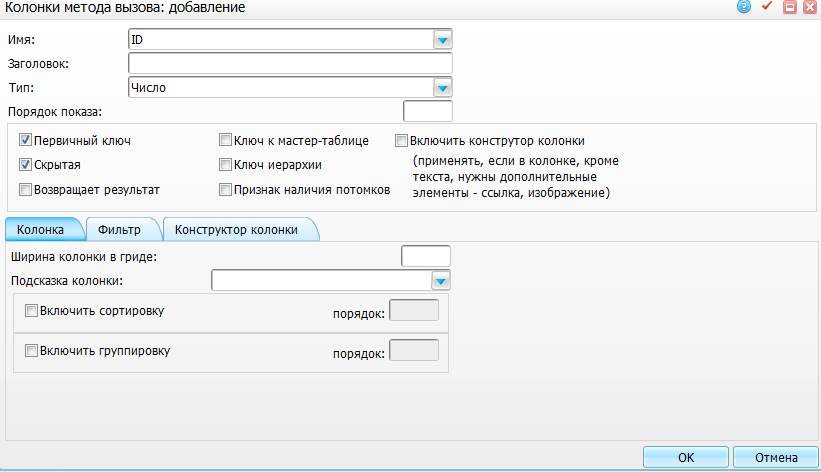 Колонки метода вызова: добавление
Имя: ID
Заголовок:
Тип: Число
Порядок показа:
Первичный ключ Ключ к мастер-таблице Включить конструтор колонки
Скрытая Ключ иерархии (применять, если в колонке, кроме
текста, нужны дополнительные
Возвращает результат Признак наличия потомков элементы - ссылка, изображение)
Колонка Фильтр Конструктор колонки
Ширина колонки в гриде:
Подсказка колонки:
Включить сортировку порядок:
Включить группировку порядок:
OK Отмена